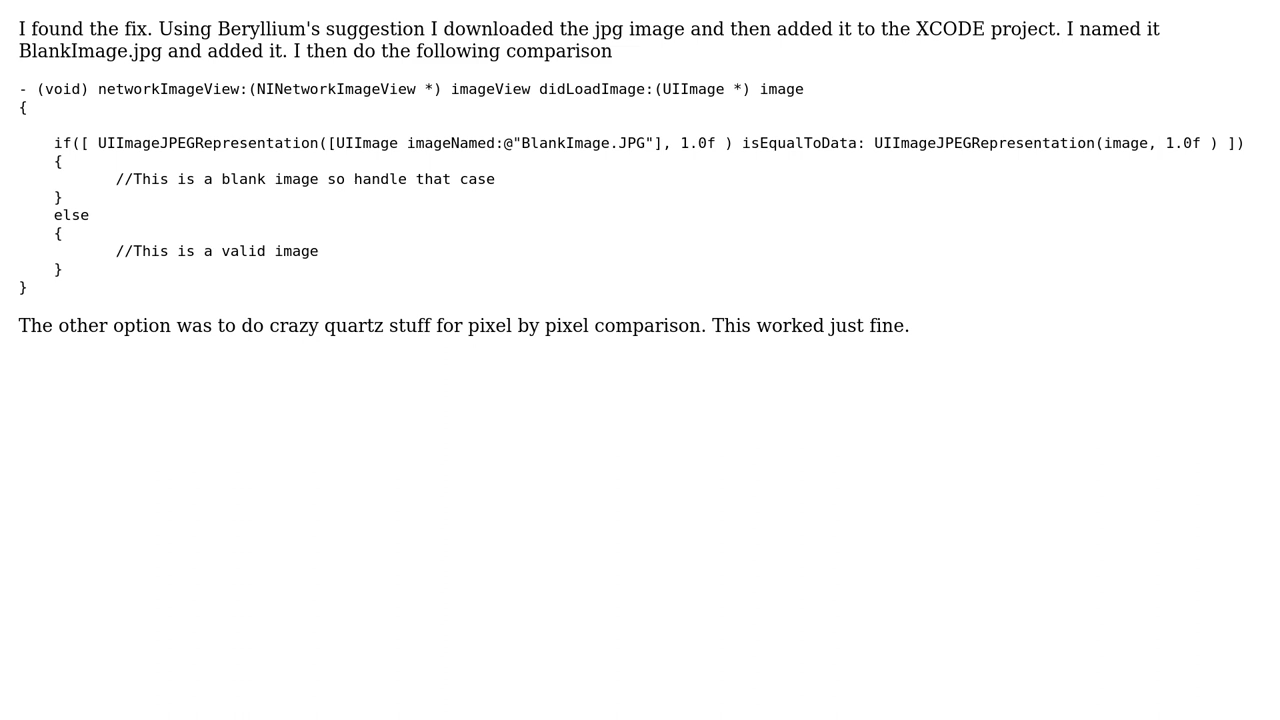 I found the fix. Using Beryllium's suggestion I downloaded the jpg image and then added it to the XCODE project. I named it
BlankImage.jpg and added it. I then do the following comparison
- (void) networkImageView:(NINetworkImageView *) imageView didLoadImage:(UIImage *) image
{
    if([ UIImageJPEGRepresentation([UIImage imageNamed:@"BlankImage.JPG"], 1.0f ) isEqualToData: UIImageJPEGRepresentation(image, 1.0f ) ])
    {
           //This is a blank image so handle that case
    }
    else
    {
           //This is a valid image
    }
}
The other option was to do crazy quartz stuff for pixel by pixel comparison. This worked just fine.